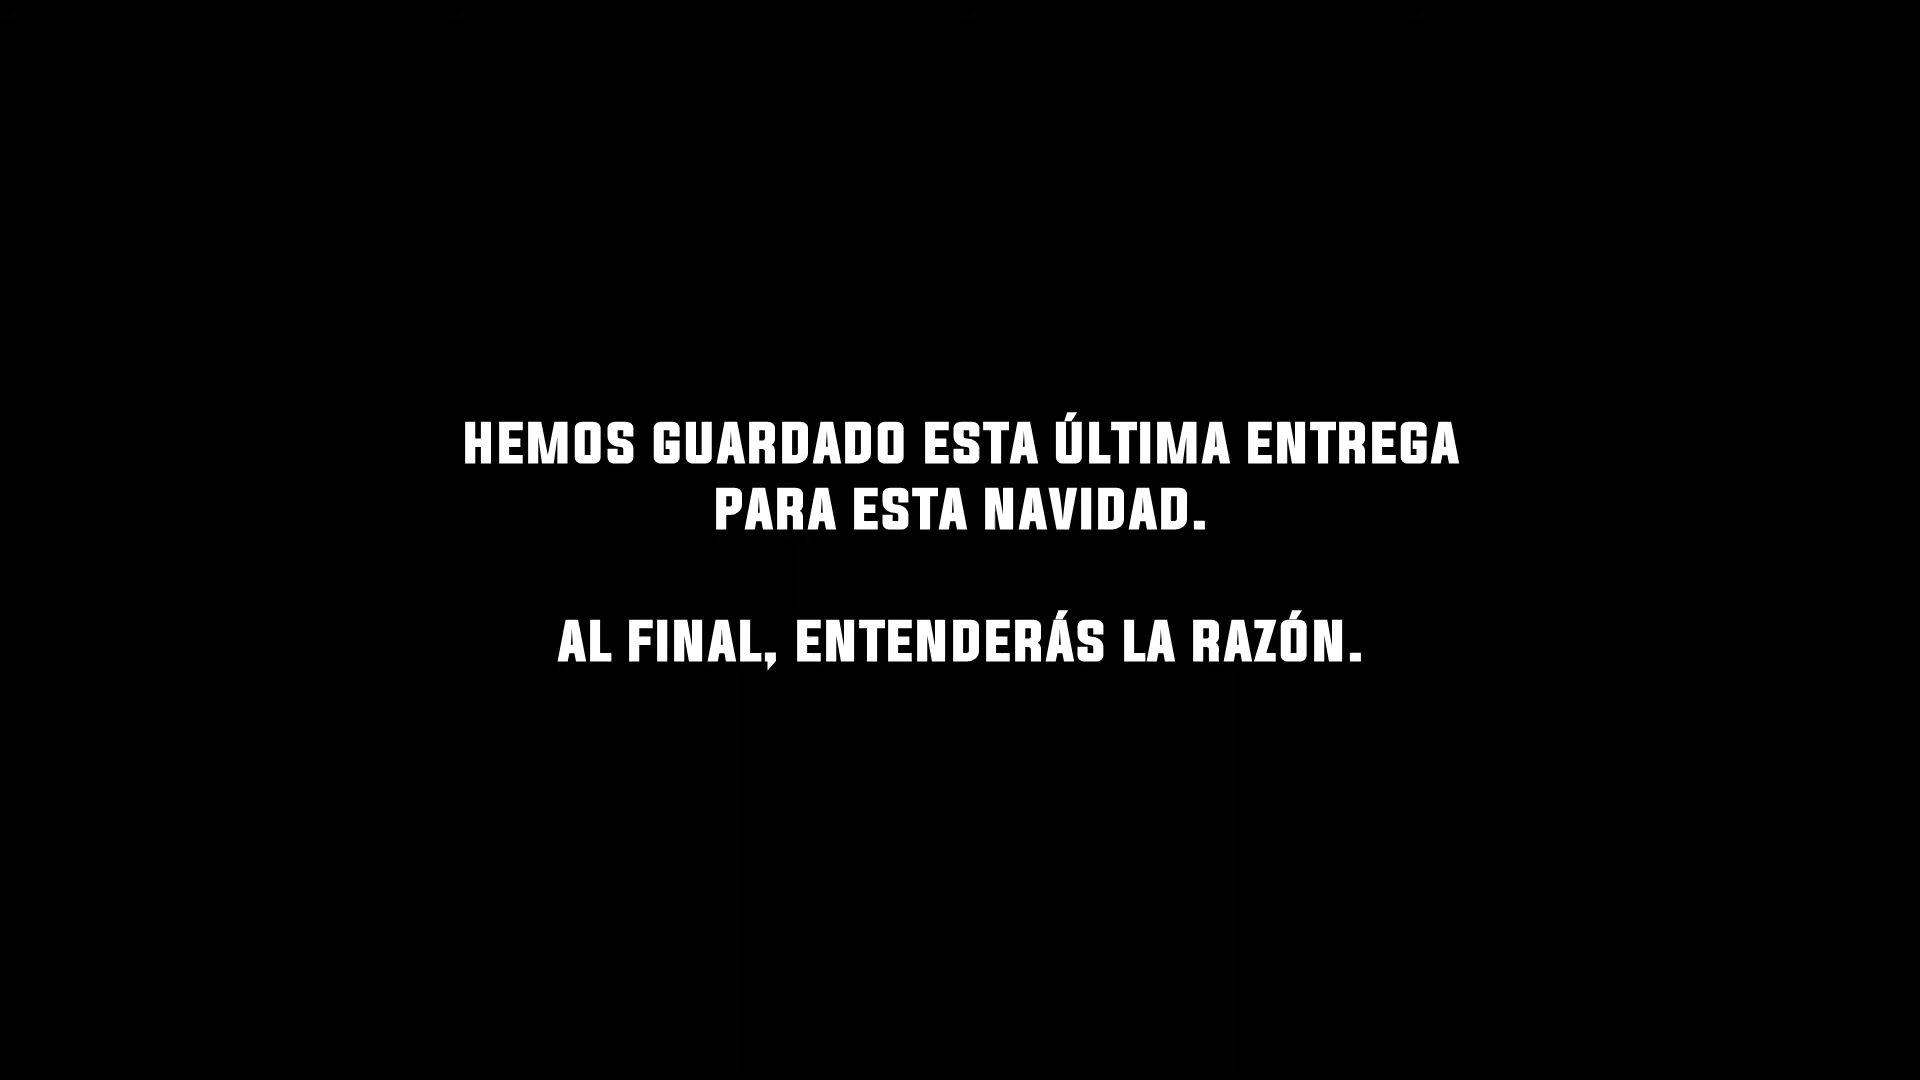 HEMOS GUARDADO ESTA ÚLTIMA ENTREGA
PARA ESTA NAVIDAD.
AL FINAL, ENTENDERÁS LA RAZÓN.